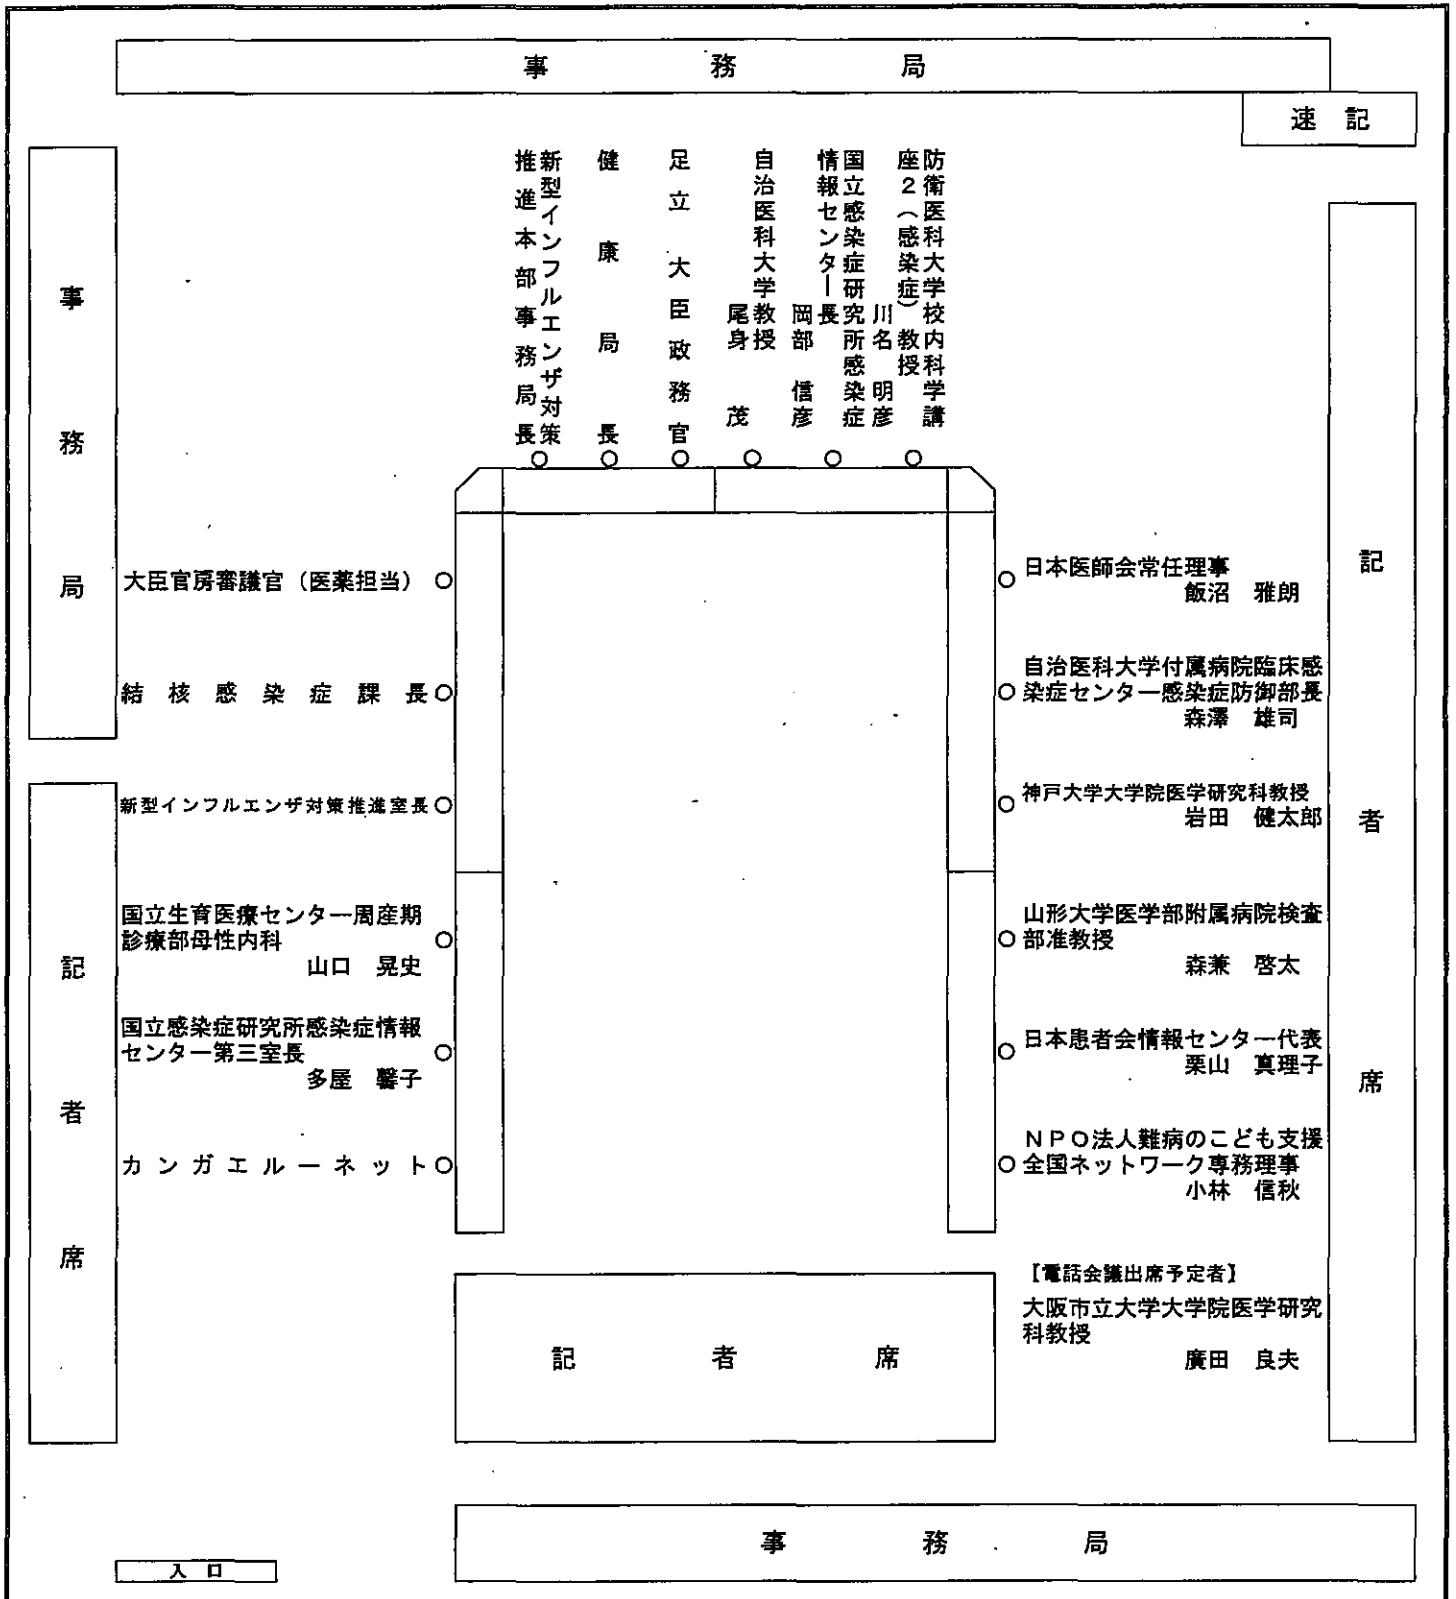 事務局
速記
事務局
新型インフルエンザ対策
推進本部事務局長
健康局長
足立大臣政務官
自治医科大学教授
尾身 茂
国立感染症研究所感染症
情報センター長
岡部 信彦
防衛医科大学校内科学講
座2(感染症)教授
川名 明彦
大臣官房審議官(医薬担当)
結核感染症課長
新型インフルエンザ対策推進室長
国立生育医療センター周産期
診療部母性内科
山口 晃史
国立感染症研究所感染症情報
センター第三室長
多屋 馨子
カンガエルーネット
記者席
日本医師会常任理事
飯沼 雅朗
自治医科大学付属病院臨床感
染症センター感染症防御部長
森澤 雄司
神戸大学大学院医学研究科教授
岩田 健太郎
山形大学医学部附属病院検査
部准教授
森兼 啓太
日本患者会情報センター代表
栗山 真理子
NPO法人難病のこども支援
全国ネットワーク専務理事
小林 信秋
【電話会議出席予定者】
大阪市立大学大学院医学研究
科教授
廣田 良夫
記者席
記者席
事務局
入口